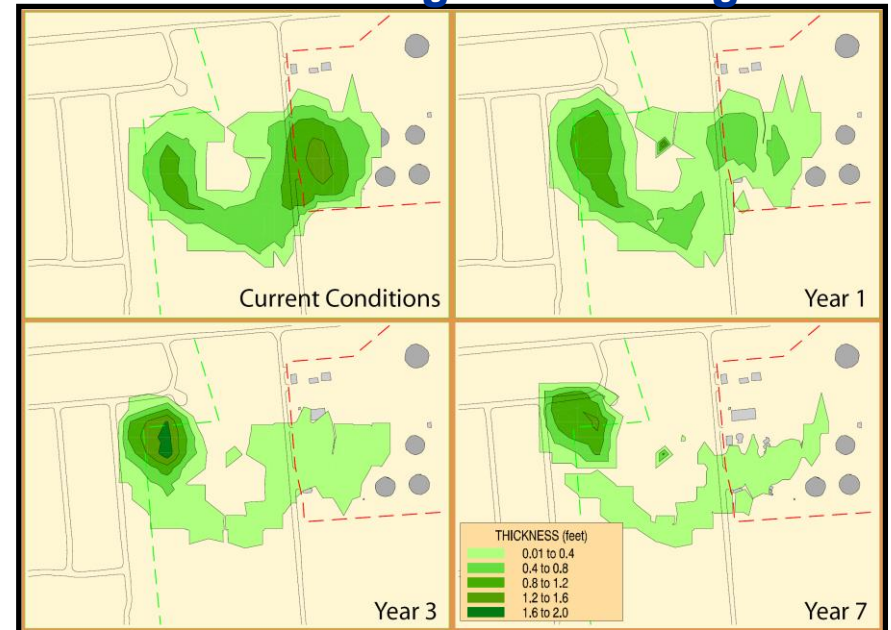 Current Conditions
Year 1
Year 3
Year 7
THICKNESS (feet)
0.01 to 0.4
0.4 to 0.8
0.8 to 1.2
1.2 to 1.6
1.6 to 2.0